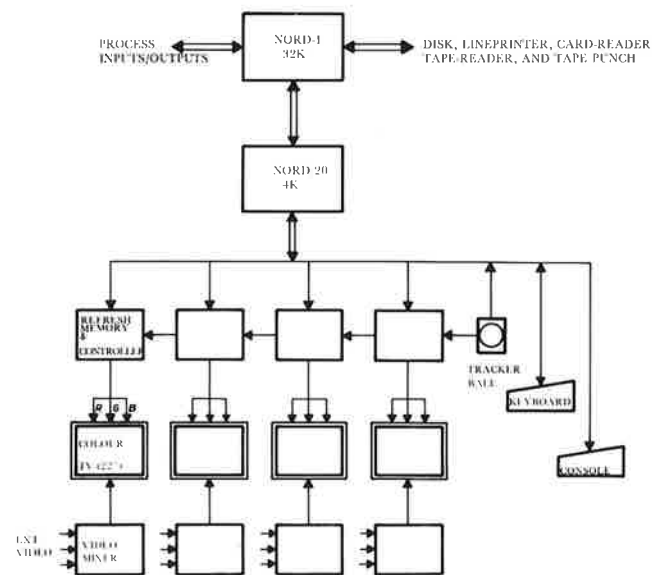 PROCESS
INPUTS/OUTPUTS
NORD-1
32K
DISK, LINEPRINTER, CARD-READER
TAPE-READER, AND TAPE PUNCH
NORD 20
4K
REFRESH
MEMORY
&
CONTROLLER
TRACKER
BALL
KEYBOARD
CONSOLE
R G B
COLOUR
EXT
VIDEO
VIDEO
MIXER